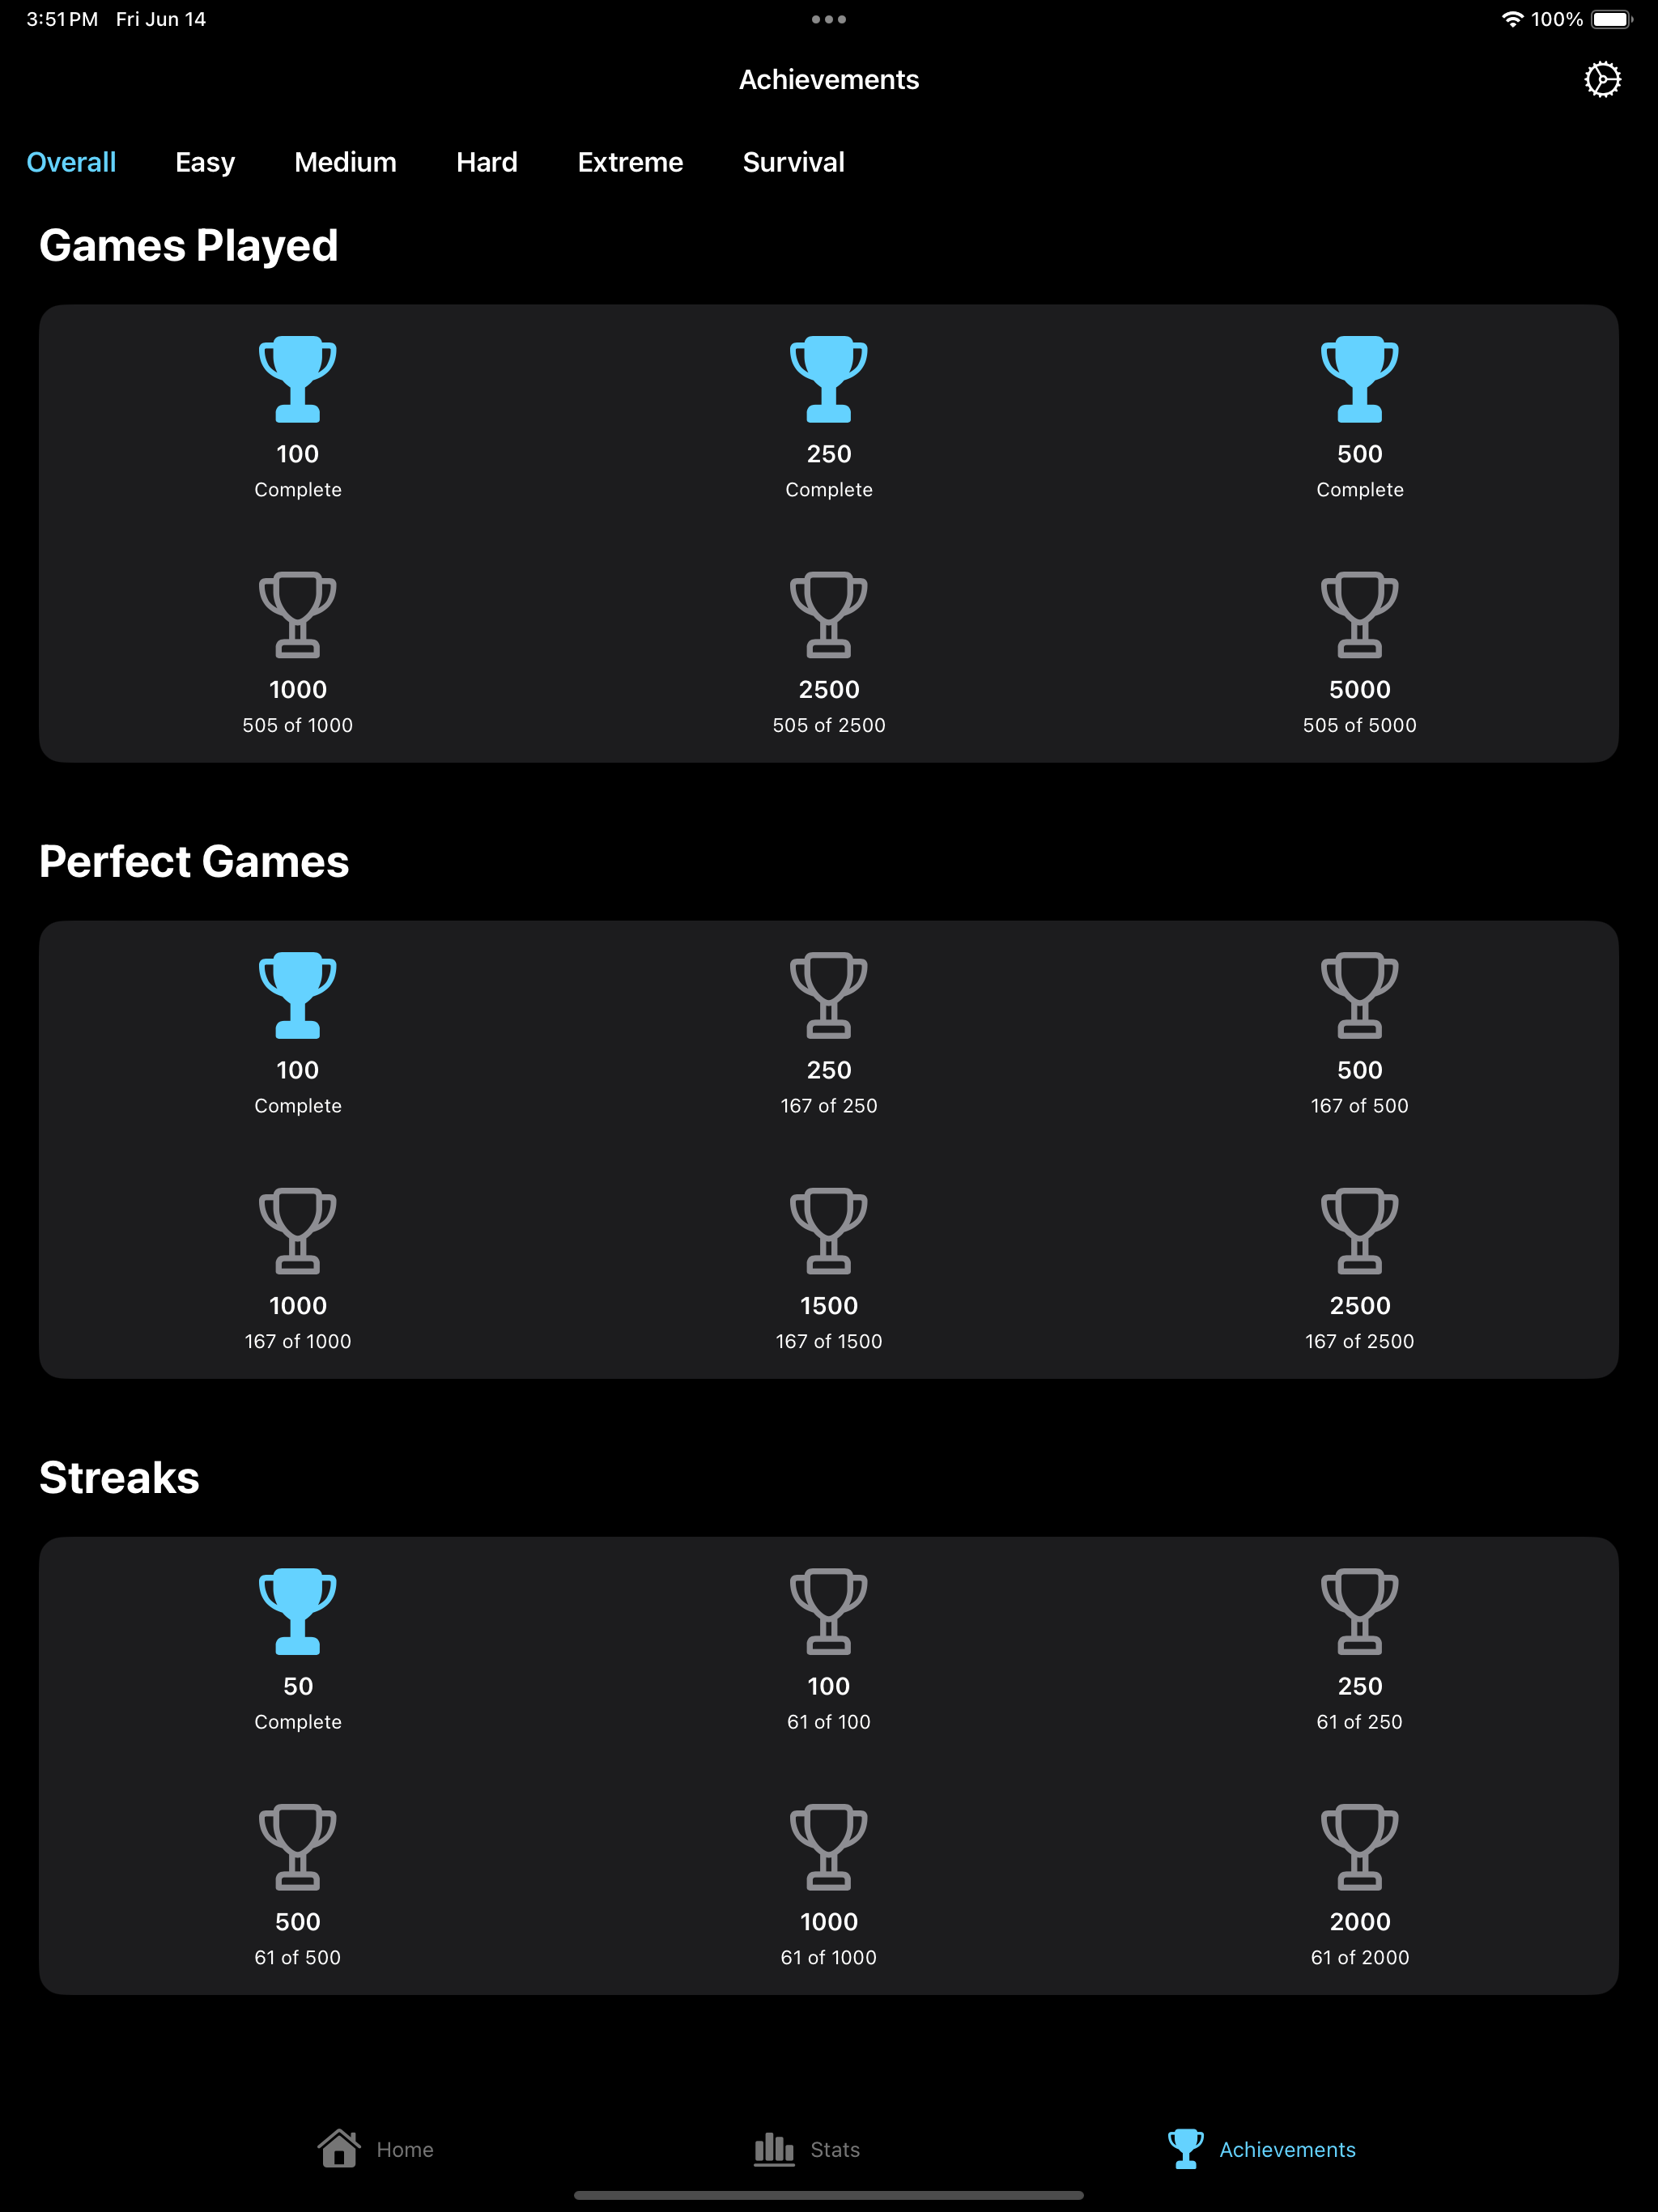 3:51 PM Fri Jun 14 100%
Achievements
Overall Easy Medium Hard Extreme Survival
Games Played
100 250 500
Complete Complete Complete
1000 2500 5000
505 of 1000 505 of 2500 505 of 5000
Perfect Games
100 250 500
Complete 167 of 250 167 of 500
1000 1500 2500
167 of 1000 167 of 1500 167 of 2500
Streaks
50 100 250
Complete 61 of 100 61 of 250
500 1000 2000
61 of 500 61 of 1000 61 of 2000
Home Stats Achievements